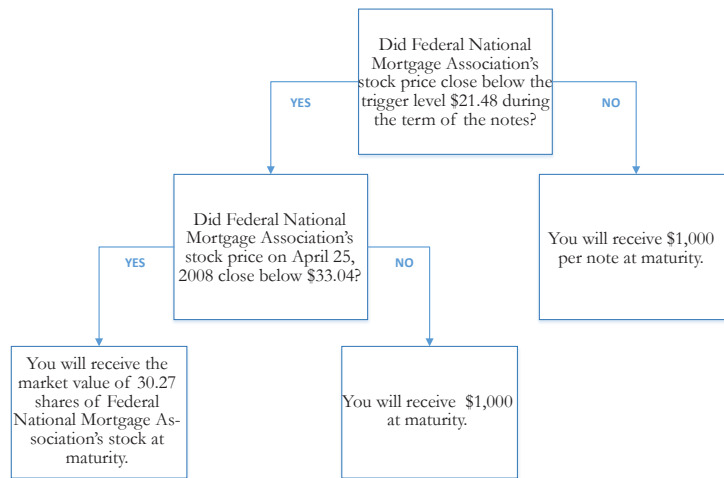 Did Federal National
Mortgage Association's
stock price close below the
trigger level $21.48 during
the term of the notes?
YES
NO
Did Federal National
Mortgage Association's
stock price on April 25,
2008 close below $33.04?
You will receive $1,000
per note at maturity.
YES
NO
You will receive the
market value of 30.27
shares of Federal
National Mortgage As-
sociation's stock at
maturity.
You will receive $1,000
at maturity.